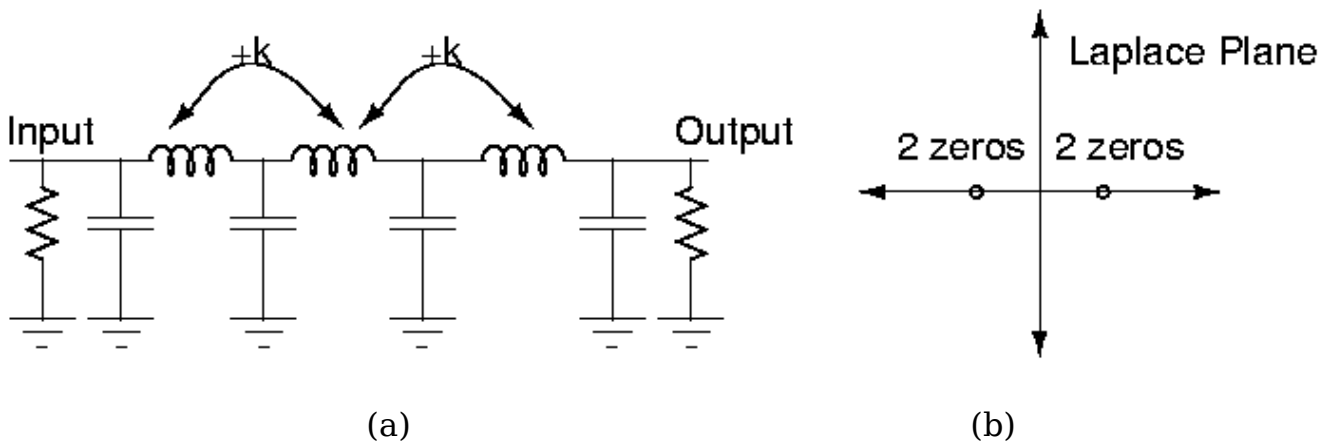 +k +k
Input
Output
(a)
Laplace Plane
2 zeros 2 zeros
(b)